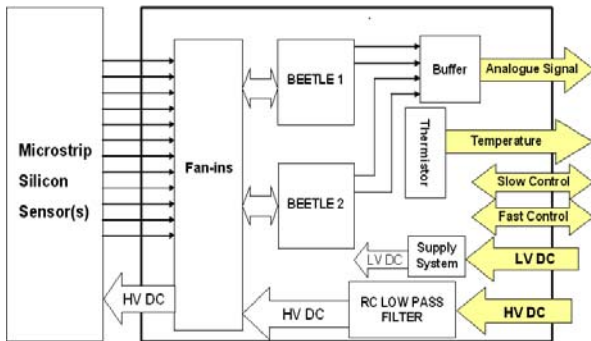 Microstrip
Silicon
Sensor(s)
Fan-ins
BEETLE 1
BEETLE 2
Buffer
Analogue Signal
Thermistor
Temperature
Slow Control
Fast Control
LV DC
Supply
System
LV DC
HV DC
HV DC
RC LOW PASS
FILTER
HV DC